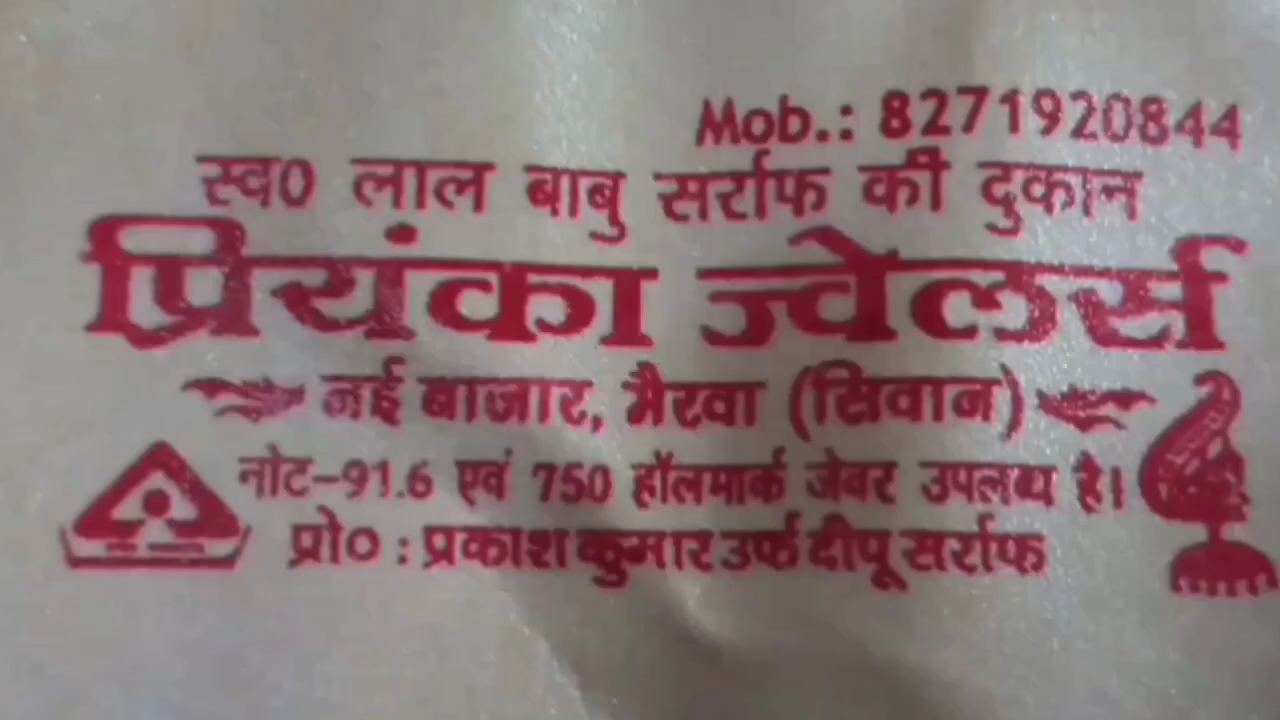 Mob.: 8271920844
स्व0 लाल बाबु सर्राफ की दुकान
प्रियंका ज्वेलर्स
नई बाजार, मैरवा (सिवान)
नोट-91.6 एवं 750 हॉलमार्क जेवर उपलब्ध है।
प्रो0 : प्रकाश कुमार उर्फ दीपू सर्राफ